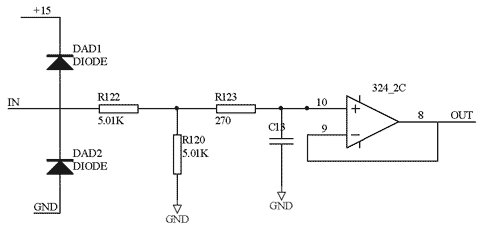 +15
DAD1
DIODE
IN
R122
5.01K
R123
270
R120
5.01K
C13
GND
GND
DAD2
DIODE
GND
324_2C
10
9
8
OUT
+
−